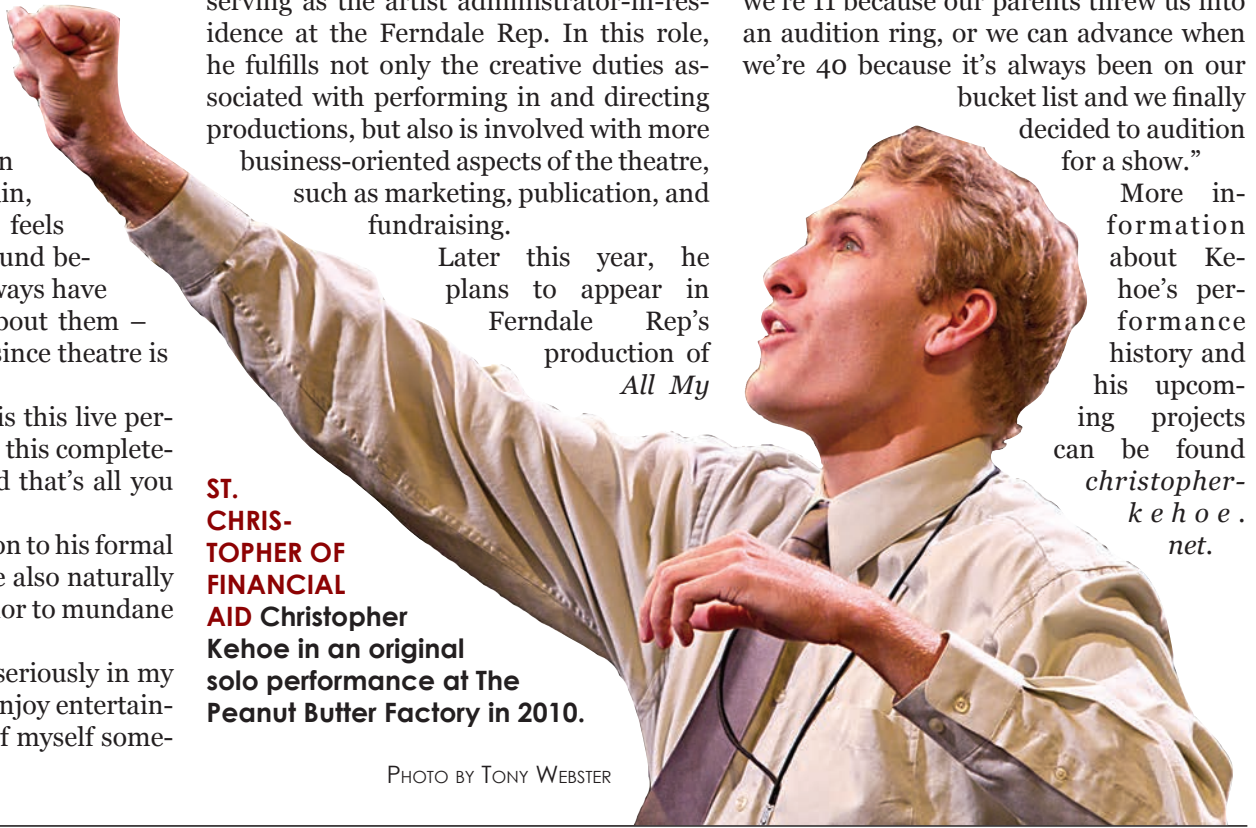 n
in,
feels
und be-
ways have
bout them –
since theatre is
is this live per-
this complete-
d that's all you
on to his formal
e also naturally
or to mundane
seriously in my
njoy entertain-
f myself some-
serving as the artist administrator-in-res-
idence at the Ferndale Rep. In this role,
he fulfills not only the creative duties as-
sociated with performing in and directing
productions, but also is involved with more
business-oriented aspects of the theatre,
such as marketing, publication, and
fundraising.
Later this year, he
plans to appear in
Ferndale Rep's
production of
All My
ST.
CHRIS-
TOPHER OF
FINANCIAL
AID Christopher
Kehoe in an original
solo performance at The
Peanut Butter Factory in 2010.
Photo by Tony Webster
we're 11 because our parents threw us into
an audition ring, or we can advance when
we're 40 because it's always been on our
bucket list and we finally
decided to audition
for a show.”
More in-
formation
about Ke-
hoe's per-
formance
history and
his upcom-
ing projects
can be found
christopher-
kehoe.
net.